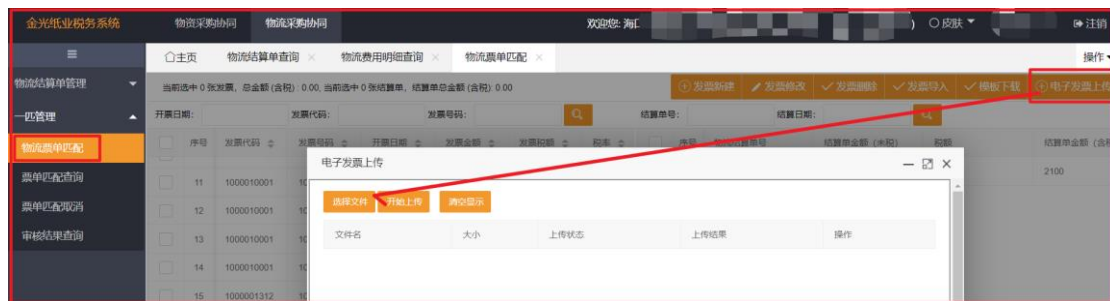 金光纸业税务系统 物资采购协同 物流采购协同 欢迎您: 海 ) 皮肤 注销
主页 物流结算单查询 × 物流费用明细查询 × 物流票单匹配 × 操作
物流结算单管理
当前选中 0 张发票, 总金额 (含税) : 0.00, 当前选中 0 张结算单, 结算单总金额 (含税) 0.00 发票新建 发票修改 发票删除 发票导入 模板下载 电子发票上传
一匹管理
开票日期: 发票代码: 发票号码: 结算单号: 结算日期:
物流票单匹配
序号 发票代码 发票号码 开票日期 发票金额 发票税额 税率 序号 物流结算单号 结算单金额 (未税) 税额 结算单金额 (含税
票单匹配查询
电子发票上传
11 1000010001 10 2100
选择文件 开始上传 清空显示
票单匹配取消
12 1000010001 10
文件名 大小 上传状态 上传结果 操作
审核结果查询
13 1000010001 10
14 1000010001 10
15 1000001312 10